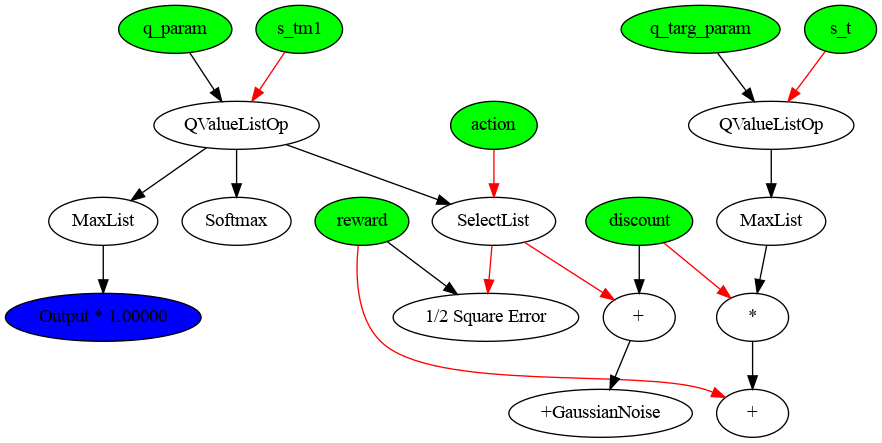 q_param
s_tm1
q_targ_param
s_t
QValueListOp
action
QValueListOp
MaxList
Softmax
reward
SelectList
discount
MaxList
Output * 1.00000
1/2 Square Error
+
*
+GaussianNoise
+